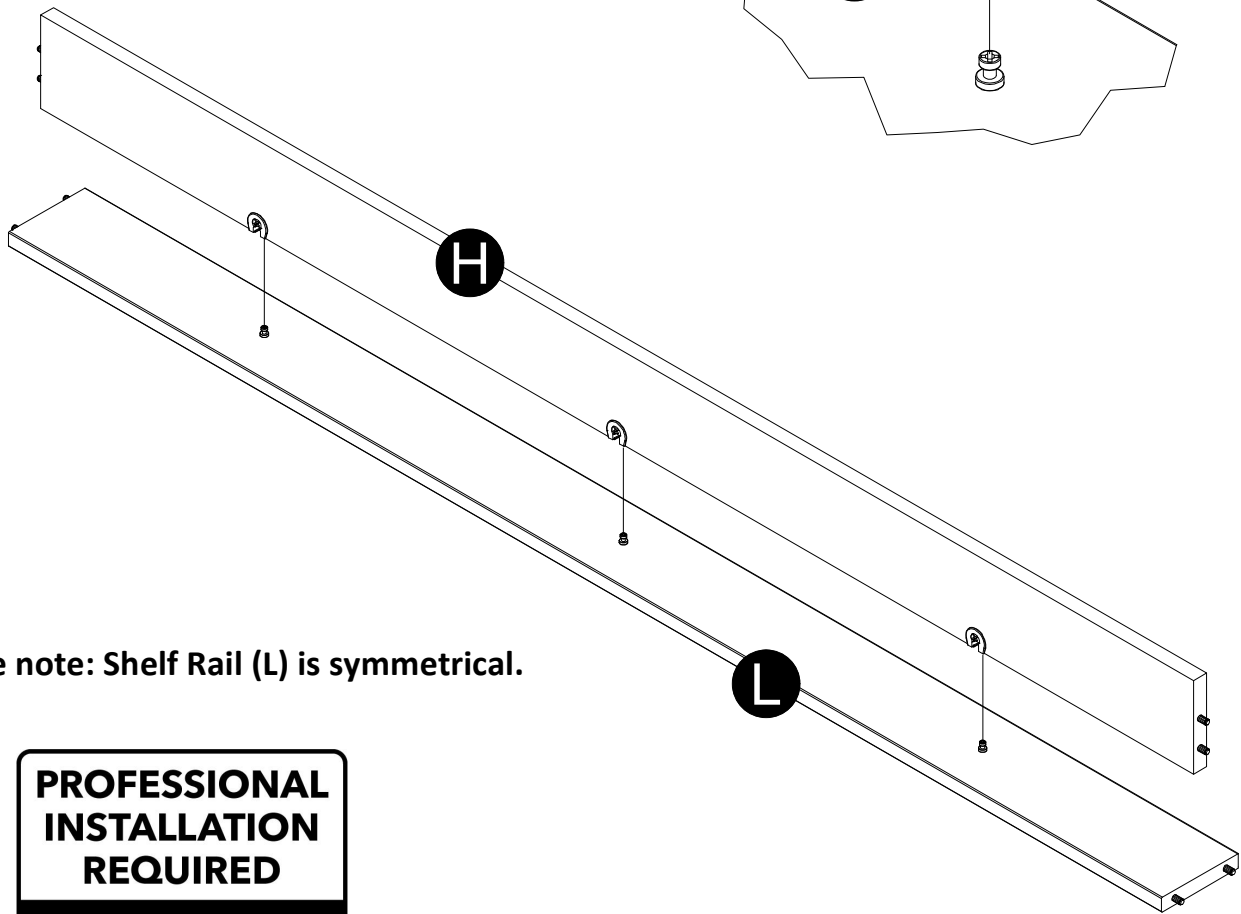 H
note: Shelf Rail (L) is symmetrical.
L
PROFESSIONAL
INSTALLATION
REQUIRED